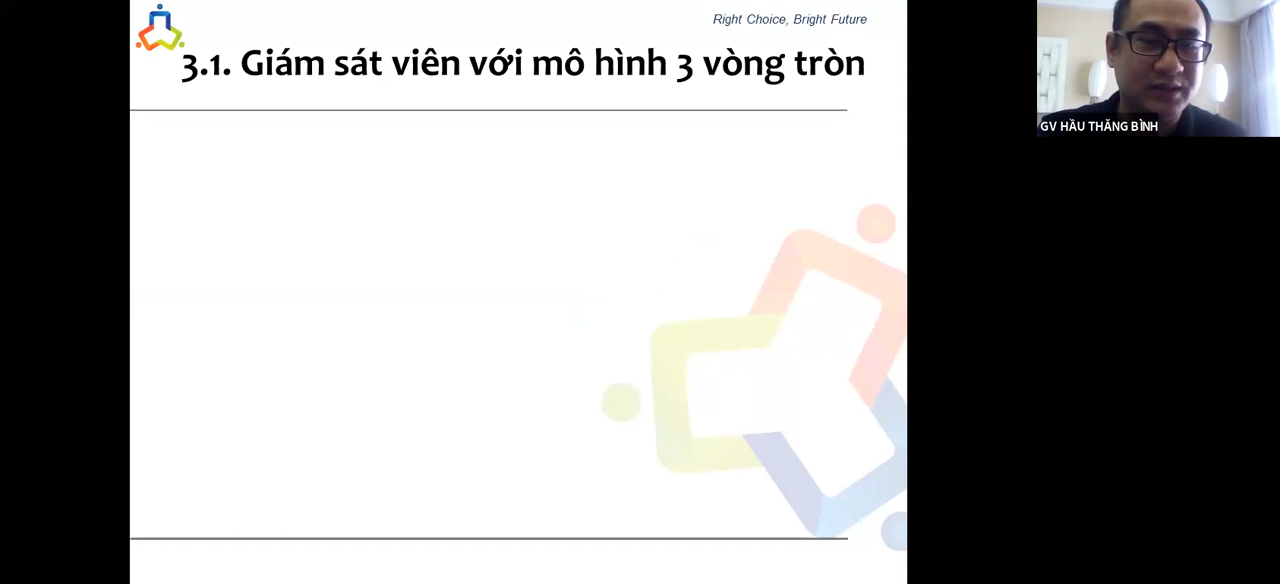 Right Choice, Bright Future
3.1. Giám sát viên với mô hình 3 vòng tròn
GV HẦU THĂNG BÌNH